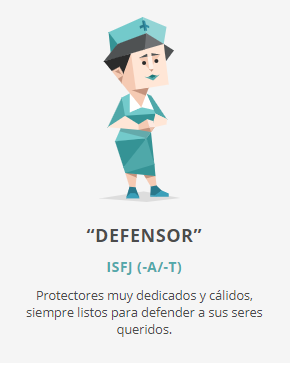 “DEFENSOR”
ISFJ (-A/-T)
Protectores muy dedicados y cálidos,
siempre listos para defender a sus seres
queridos.